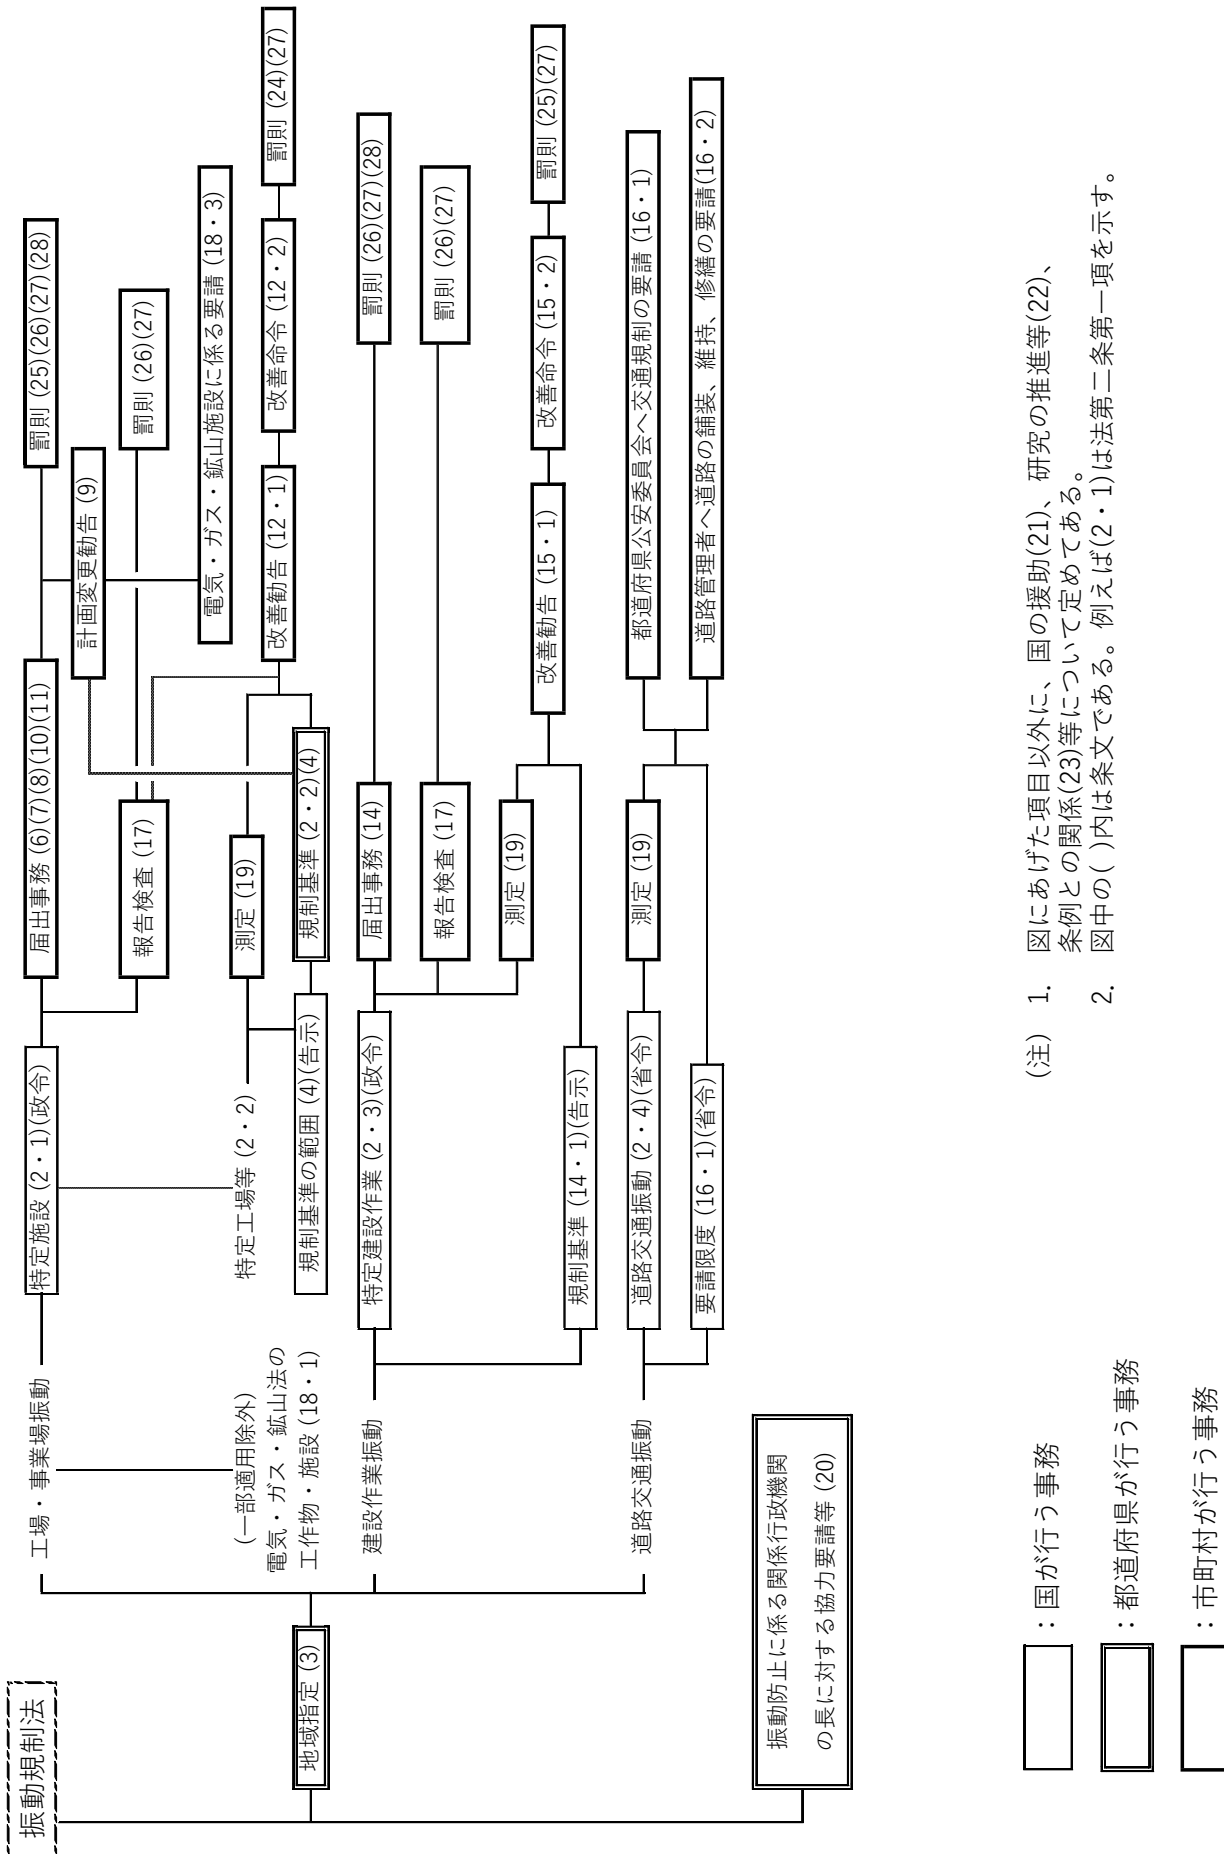 振動規制法
地域指定 (3)
振動防止に係る関係行政機関
の長に対する協力要請等 (20)
工場・事業場振動
(一部適用除外)
電気・ガス・鉱山法の
工作物・施設 (18・1)
特定施設 (2・1)(政令)
届出事務 (6)(7)(8)(10)(11)
罰則 (25)(26)(27)(28)
計画変更勧告 (9)
報告検査 (17)
罰則 (26)(27)
電気・ガス・鉱山施設に係る要請 (18・3)
特定工場等 (2・2)
測定 (19)
規制基準の範囲 (4)(告示)
規制基準 (2・2)(4)
改善勧告 (12・1)
改善命令 (12・2)
罰則 (24)(27)
建設作業振動
特定建設作業 (2・3)(政令)
届出事務 (14)
罰則 (26)(27)(28)
報告検査 (17)
罰則 (26)(27)
測定 (19)
規制基準 (14・1)(告示)
改善勧告 (15・1)
改善命令 (15・2)
罰則 (25)(27)
道路交通振動
道路交通振動 (2・4)(省令)
測定 (19)
要請限度 (16・1)(省令)
都道府県公安委員会へ交通規制の要請 (16・1)
道路管理者へ道路の舗装、維持、修繕の要請(16・2)
:国が行う事務
:都道府県が行う事務
:市町村が行う事務
(注) 1. 図にあげた項目以外に、国の援助(21)、研究の推進等(22)、
条例との関係(23)等について定めてある。
2. 図中の( )内は条文である。例えば(2・1)は法第二条第一項を示す。